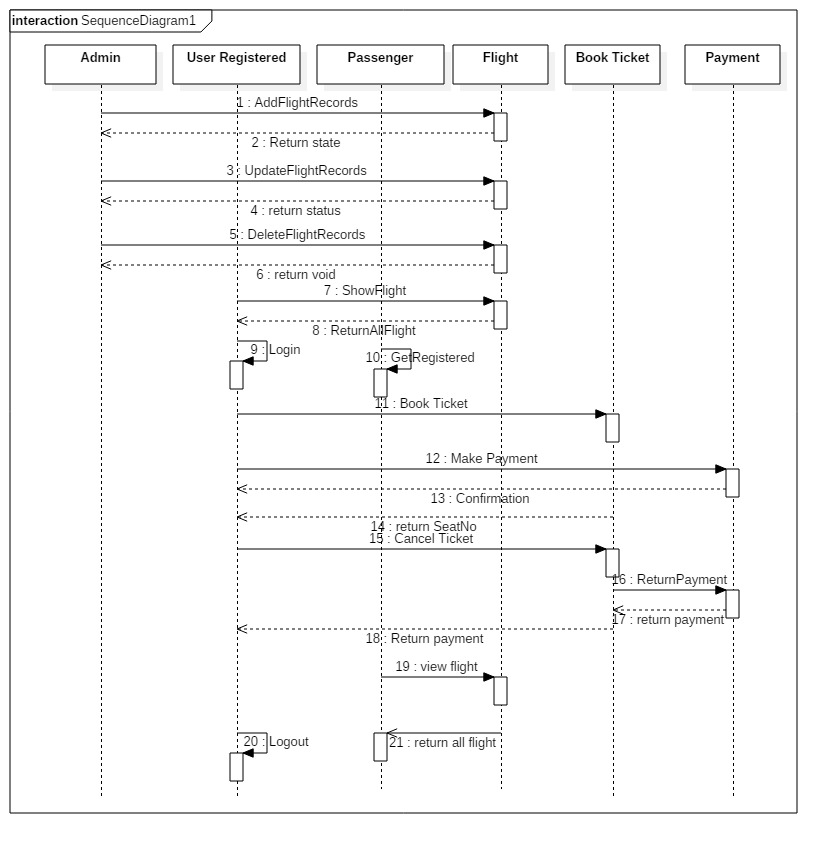 interaction SequenceDiagram1
Admin
User Registered
Passenger
Flight
Book Ticket
Payment
1 : AddFlightRecords
2 : Return state
3 : UpdateFlightRecords
4 : return status
5 : DeleteFlightRecords
6 : return void
7 : ShowFlight
8 : ReturnAllFlight
9 : Login
10 : GetRegistered
11 : Book Ticket
12 : Make Payment
13 : Confirmation
14 : return SeatNo
15 : Cancel Ticket
16 : ReturnPayment
17 : return payment
18 : Return payment
19 : view flight
20 : Logout
21 : return all flight